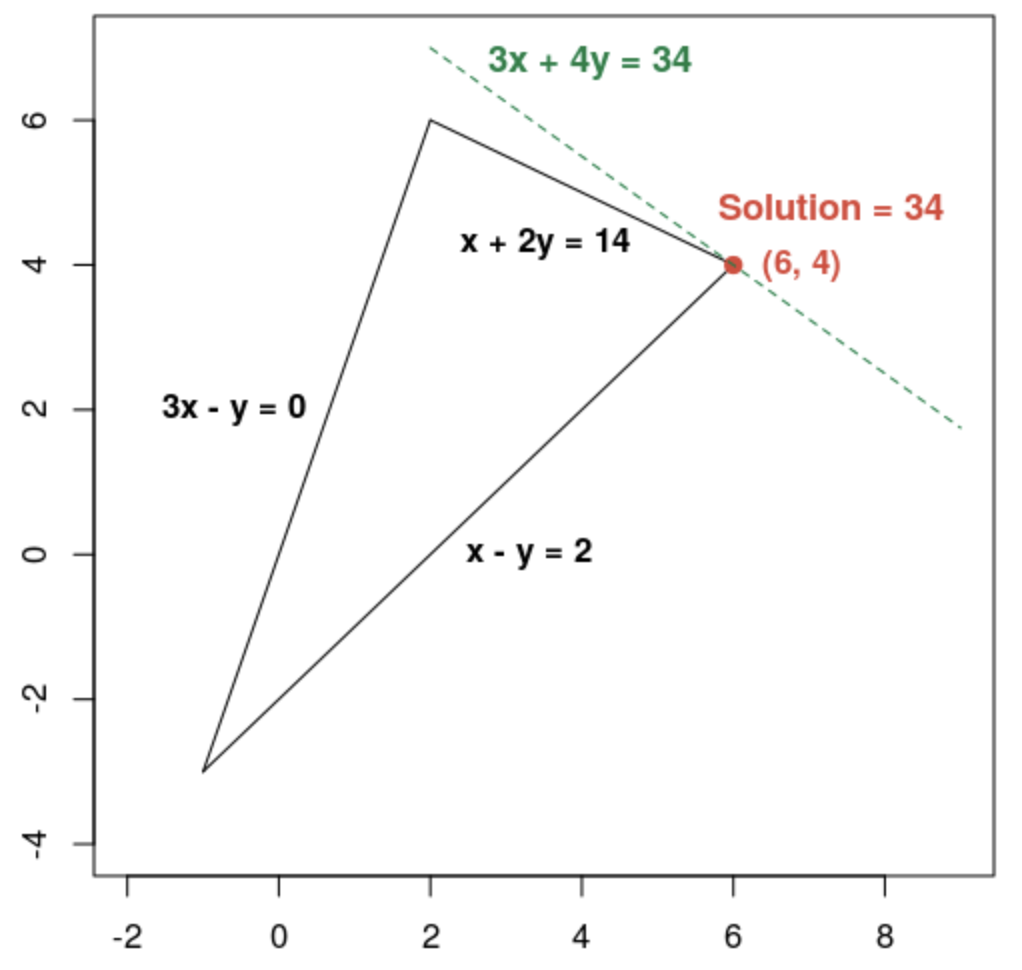 3x + 4y = 34
6
Solution = 34
x + 2y = 14
4
(6, 4)
3x - y = 0
2
x - y = 2
0
-2
-4
-2 0 2 4 6 8